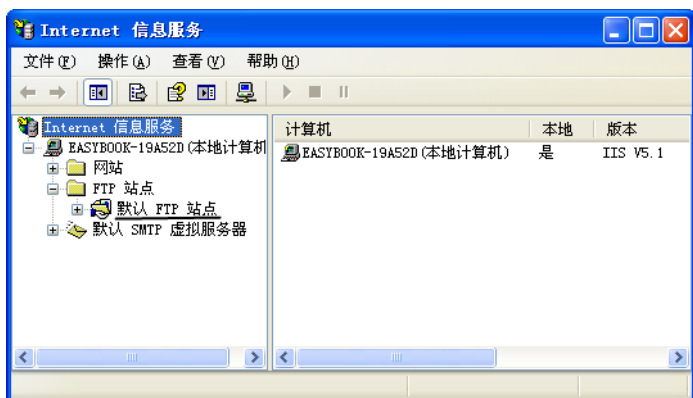 Internet 信息服务
文件(F) 操作(A) 查看(V) 帮助(H)
Internet 信息服务
EASYBOOK-19A52D(本地计算机
网站
FTP 站点
默认 FTP 站点
默认 SMTP 虚拟服务器
计算机 本地 版本
EASYBOOK-19A52D(本地计算机) 是 IIS V5.1